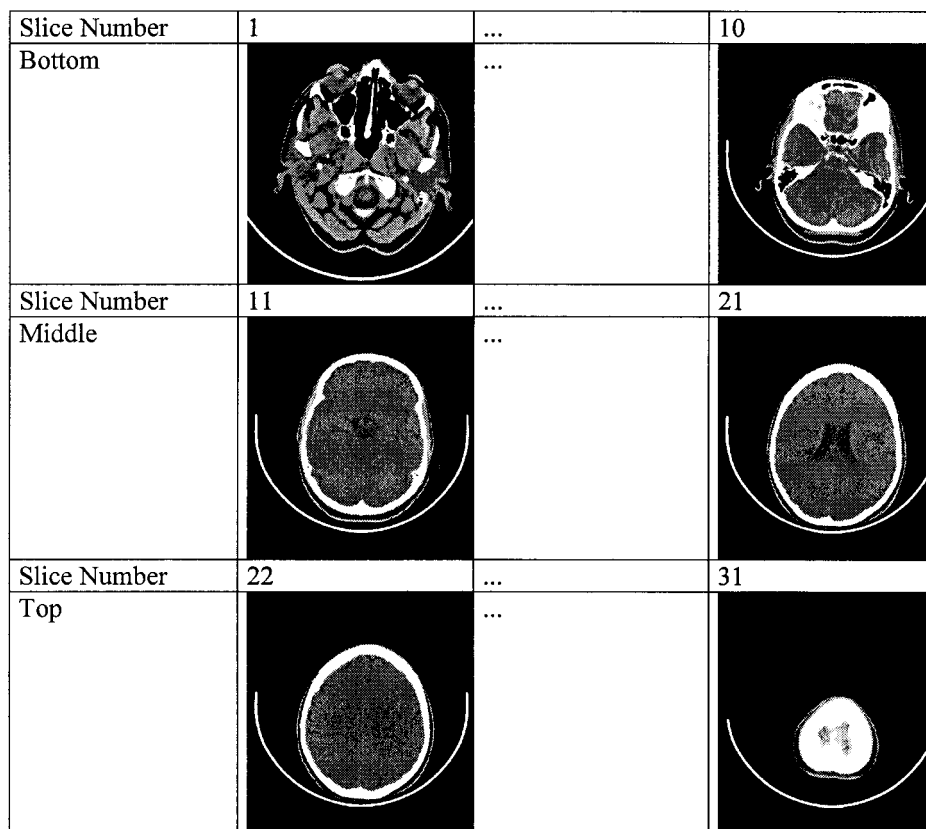 Slice Number 1 ... 10
Bottom ...
Slice Number 11 ... 21
Middle ...
Slice Number 22 ... 31
Top ...